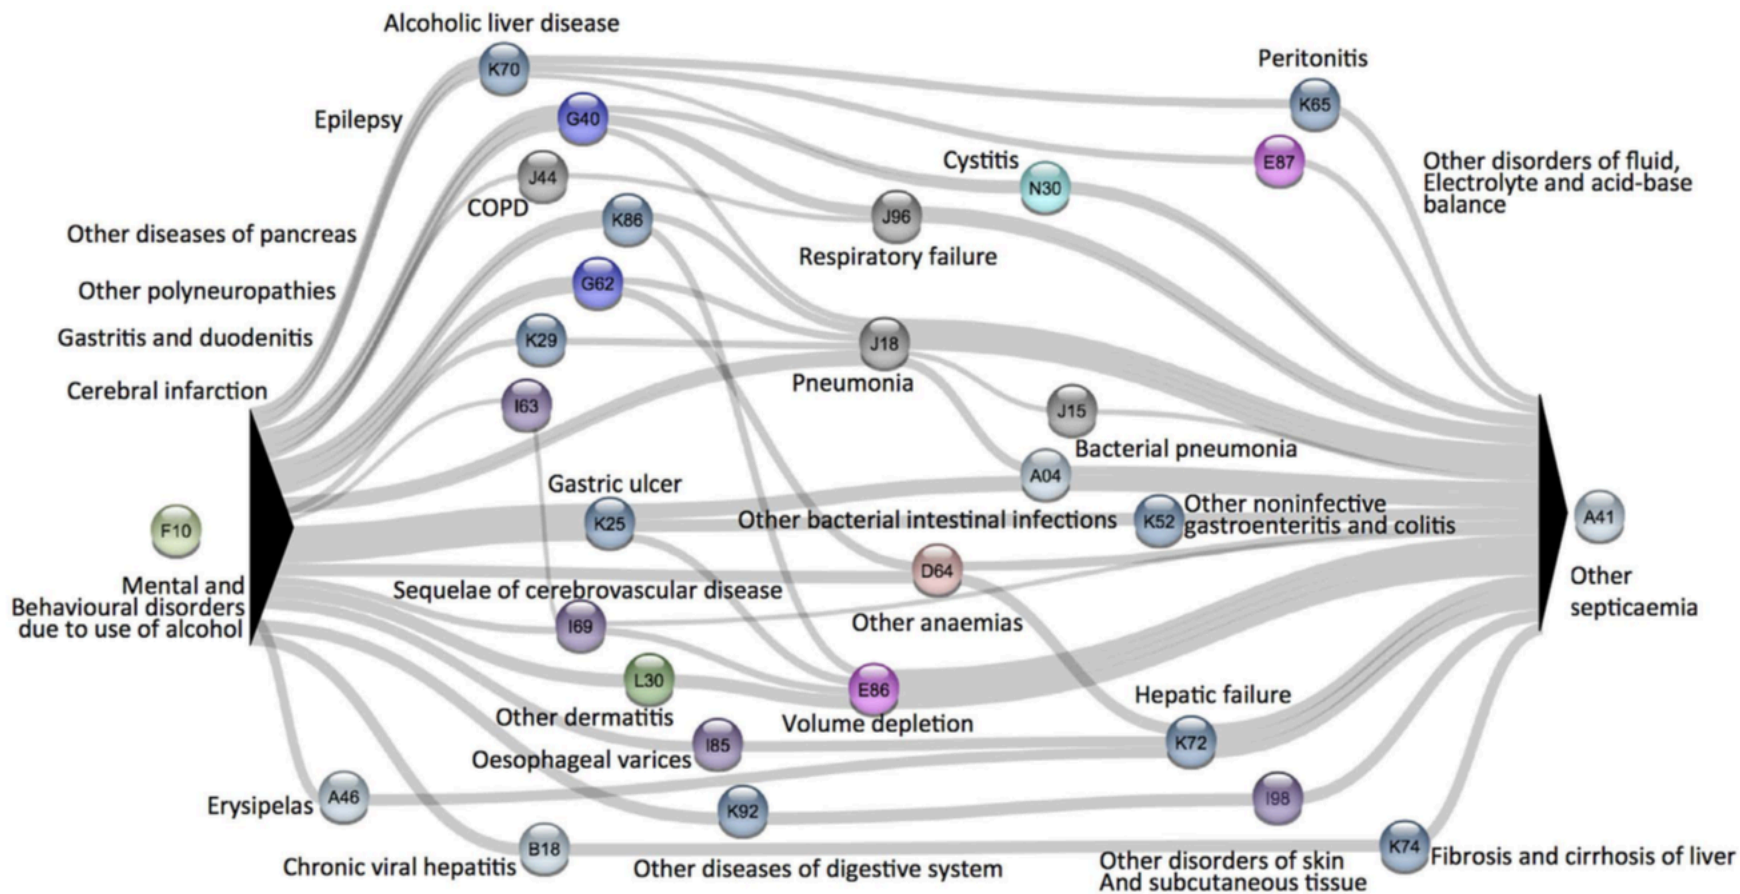 Alcoholic liver disease
K70
Peritonitis
K65
Epilepsy
G40
J44
COPD
Cystitis
N30
E87
Other disorders of fluid,
Electrolyte and acid-base
balance
K86
J96
Respiratory failure
Other diseases of pancreas
Other polyneuropathies
G62
Gastritis and duodenitis
K29
J18
Pneumonia
Cerebral infarction
I63
J15
Bacterial pneumonia
A04
Gastric ulcer
K25
Other bacterial intestinal infections
K52
Other noninfective
gastroenteritis and colitis
F10
A41
Mental and
Behavioural disorders
due to use of alcohol
Other
septicaemia
D64
Other anaemias
Sequelae of cerebrovascular disease
I69
L30
Other dermatitis
E86
Volume depletion
Hepatic failure
K72
I85
Oesophageal varices
Erysipelas
A46
K92
I98
B18
Chronic viral hepatitis
Other diseases of digestive system
Other disorders of skin
And subcutaneous tissue
K74
Fibrosis and cirrhosis of liver